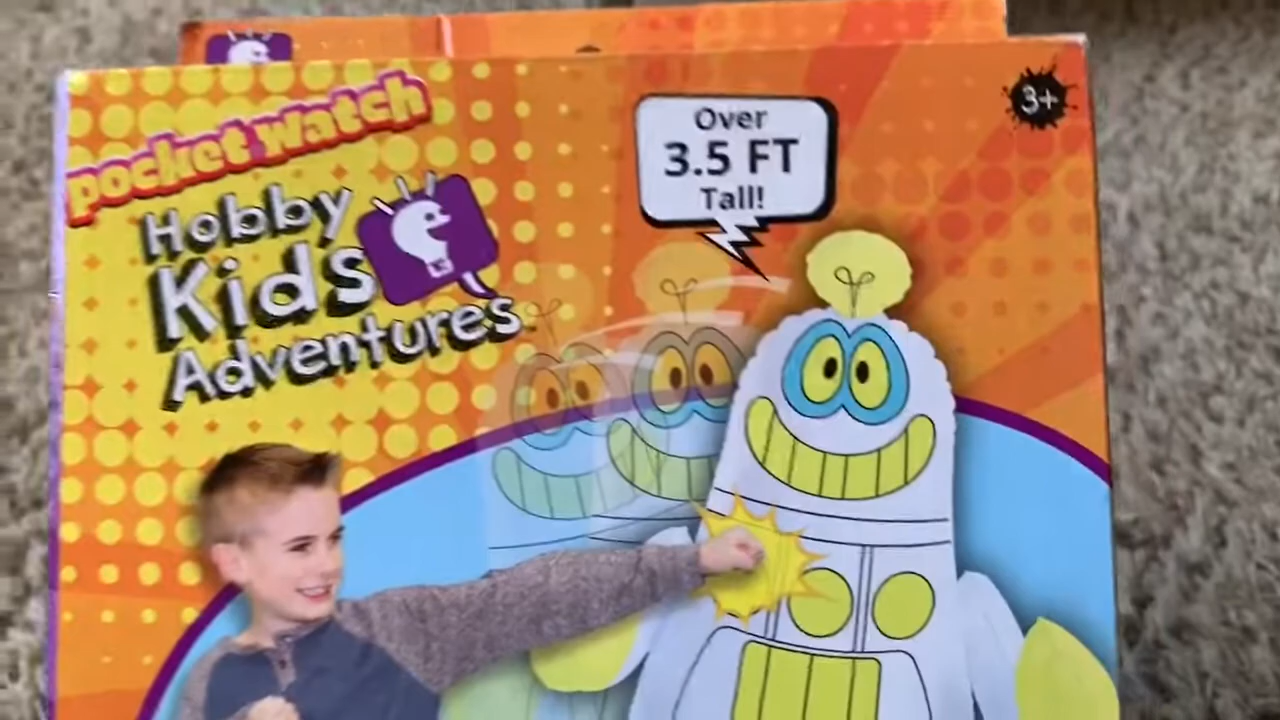 pocket watch
Hobby
Kids
Adventures
Over
3.5 FT
Tall!
3+